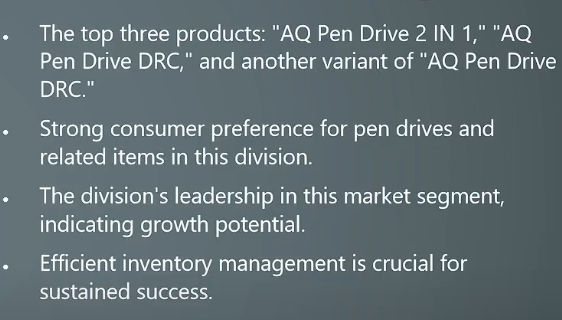 • The top three products: "AQ Pen Drive 2 IN 1," "AQ
Pen Drive DRC," and another variant of "AQ Pen Drive
DRC."
• Strong consumer preference for pen drives and
related items in this division.
• The division's leadership in this market segment,
indicating growth potential.
• Efficient inventory management is crucial for
sustained success.